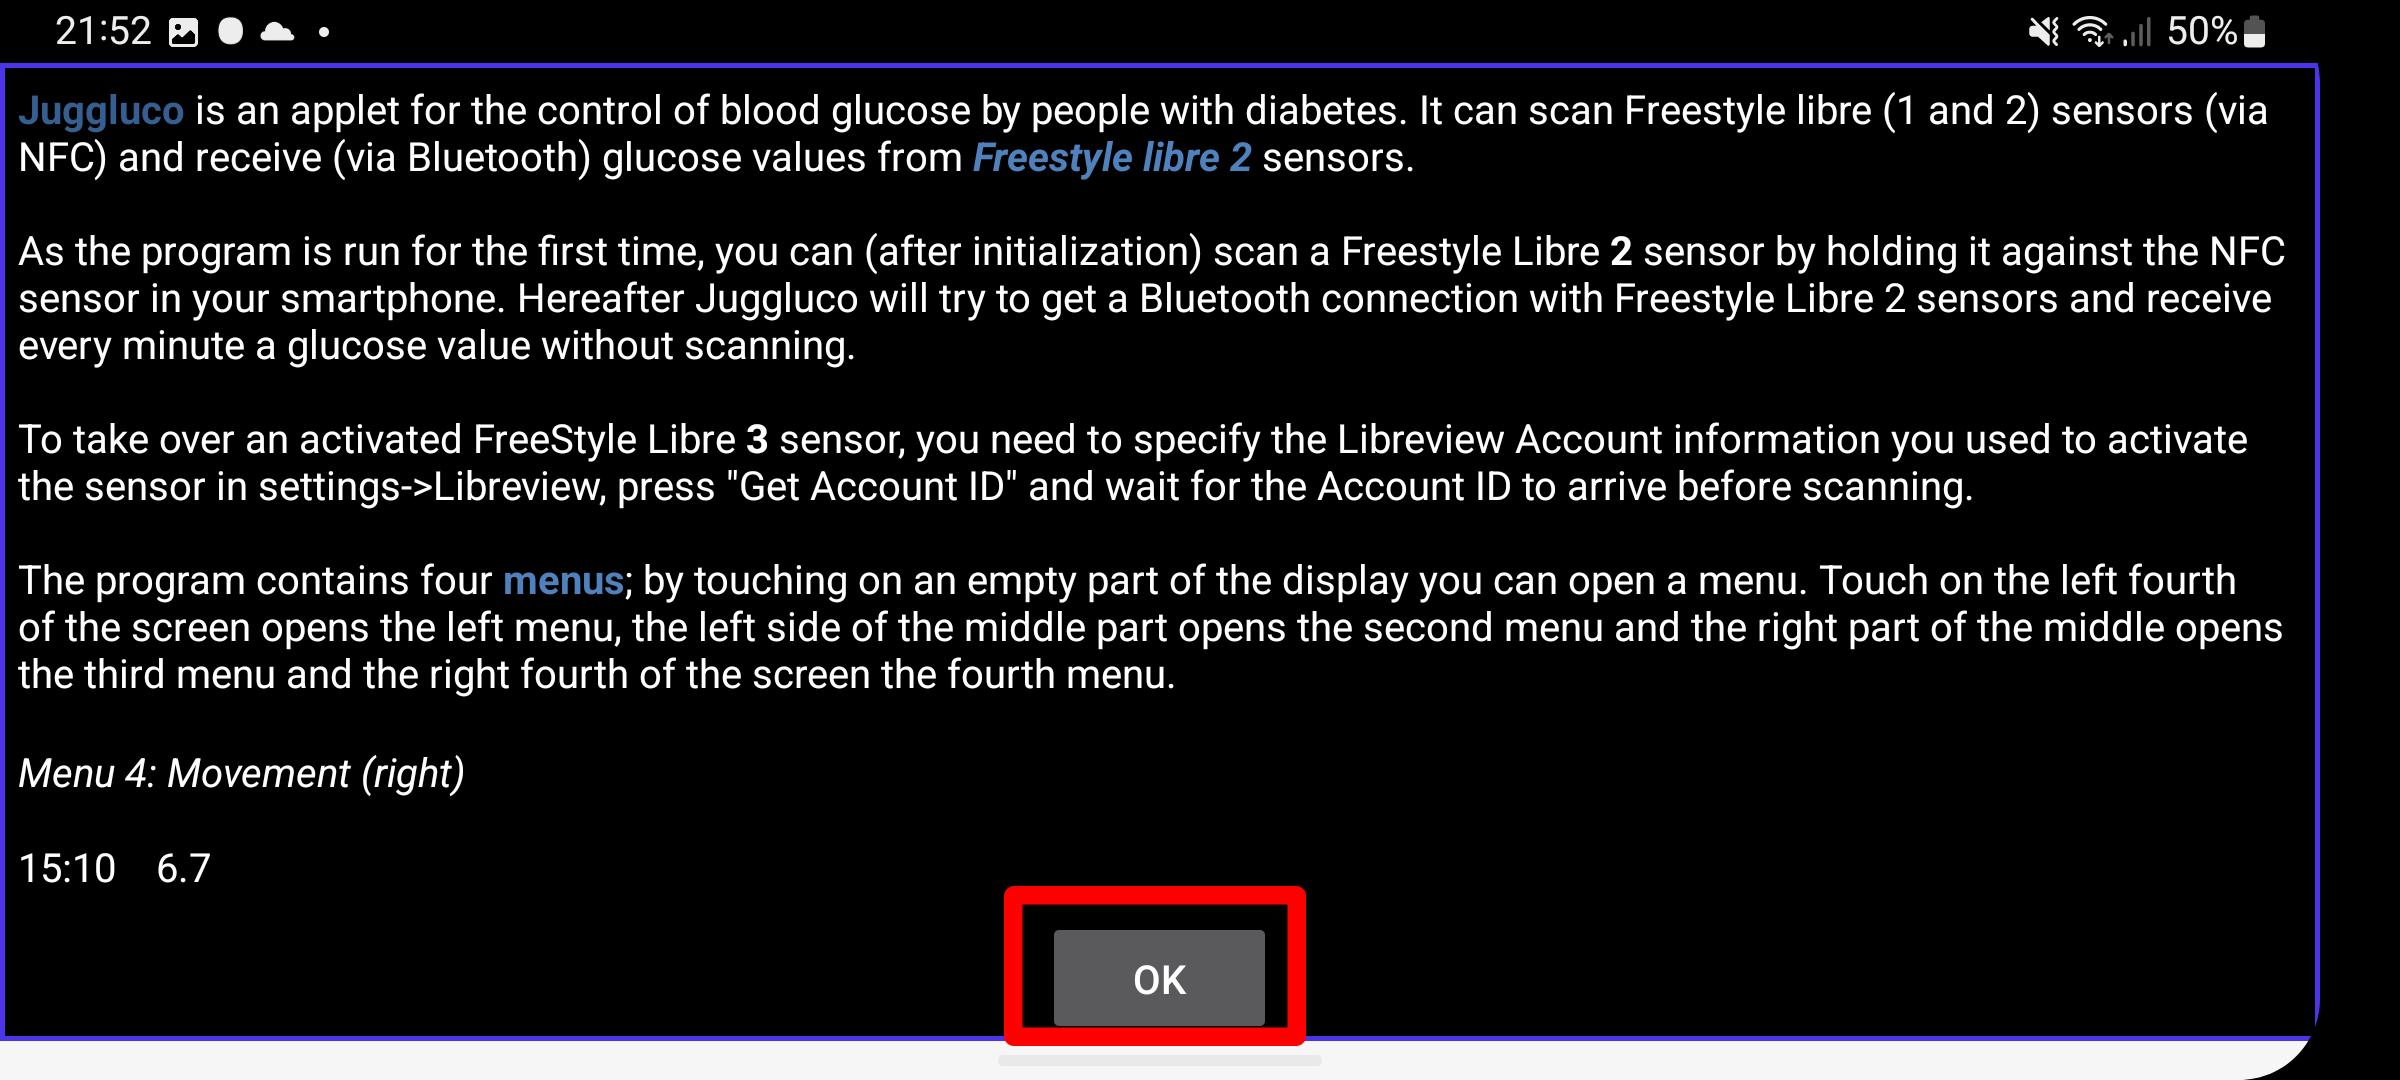 21:52
50%
Juggluco is an applet for the control of blood glucose by people with diabetes. It can scan Freestyle libre (1 and 2) sensors (via
NFC) and receive (via Bluetooth) glucose values from Freestyle libre 2 sensors.
As the program is run for the first time, you can (after initialization) scan a Freestyle Libre 2 sensor by holding it against the NFC
sensor in your smartphone. Hereafter Juggluco will try to get a Bluetooth connection with Freestyle Libre 2 sensors and receive
every minute a glucose value without scanning.
To take over an activated FreeStyle Libre 3 sensor, you need to specify the Libreview Account information you used to activate
the sensor in settings->Libreview, press "Get Account ID" and wait for the Account ID to arrive before scanning.
The program contains four menus; by touching on an empty part of the display you can open a menu. Touch on the left fourth
of the screen opens the left menu, the left side of the middle part opens the second menu and the right part of the middle opens
the third menu and the right fourth of the screen the fourth menu.
Menu 4: Movement (right)
15:10 6.7
OK